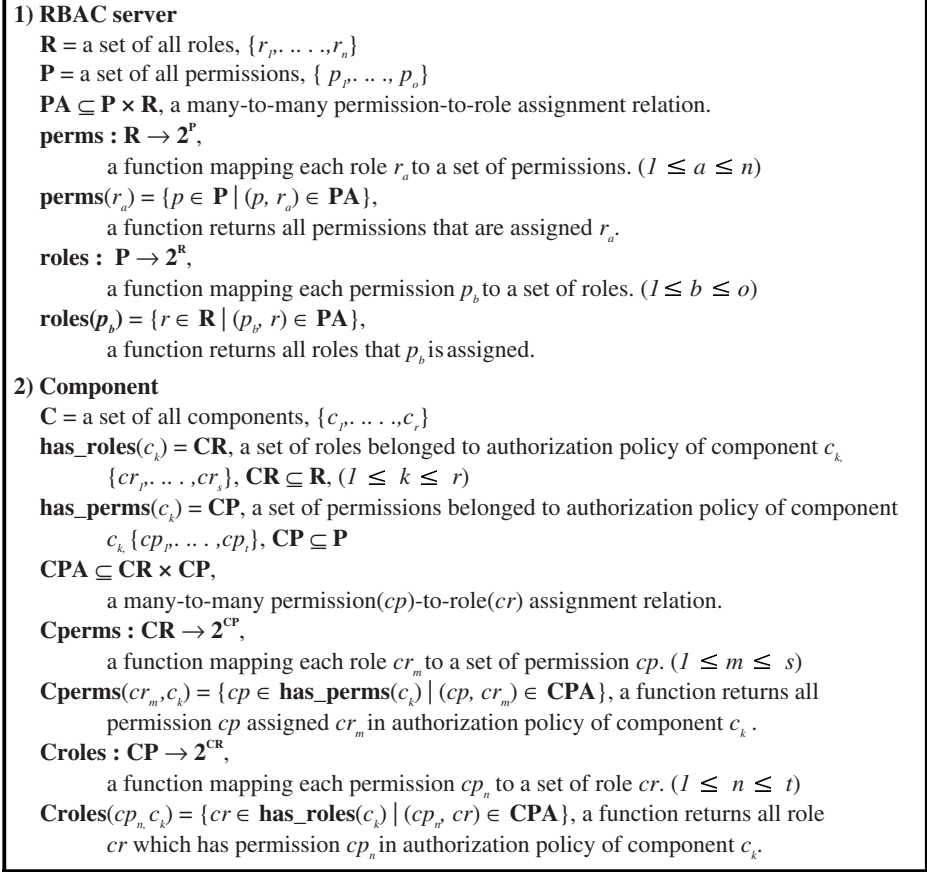 1) RBAC server
R = a set of all roles, {r₁,. .. . .,rₙ}
P = a set of all permissions, { p₁,. .. ., pₒ}
PA ⊆ P × R, a many-to-many permission-to-role assignment relation.
perms : R → 2ᴾ,
a function mapping each role rₐ to a set of permissions. (1 ≤ a ≤ n)
perms(rₐ) = {p ∈ P | (p, rₐ) ∈ PA},
a function returns all permissions that are assigned rₐ.
roles : P → 2ᴿ,
a function mapping each permission p_b to a set of roles. (1 ≤ b ≤ o)
roles(p_b) = {r ∈ R | (p_b, r) ∈ PA},
a function returns all roles that p_b is assigned.
2) Component
C = a set of all components, {c₁,. .. . .,cᵣ}
has_roles(cₖ) = CR, a set of roles belonged to authorization policy of component cₖ,
{cr₁,. .. . ,crₛ}, CR ⊆ R, (1 ≤ k ≤ r)
has_perms(cₖ) = CP, a set of permissions belonged to authorization policy of component
cₖ, {cp₁,. .. . ,cpₜ}, CP ⊆ P
CPA ⊆ CR × CP,
a many-to-many permission(cp)-to-role(cr) assignment relation.
Cperms : CR → 2ᶜᴾ,
a function mapping each role crₘ to a set of permission cp. (1 ≤ m ≤ s)
Cperms(crₘ,cₖ) = {cp ∈ has_perms(cₖ) | (cp, crₘ) ∈ CPA}, a function returns all
permission cp assigned crₘ in authorization policy of component cₖ .
Croles : CP → 2ᶜᴿ,
a function mapping each permission cpₙ to a set of role cr. (1 ≤ n ≤ t)
Croles(cpₙ, cₖ) = {cr ∈ has_roles(cₖ) | (cpₙ, cr) ∈ CPA}, a function returns all role
cr which has permission cpₙ in authorization policy of component cₖ.